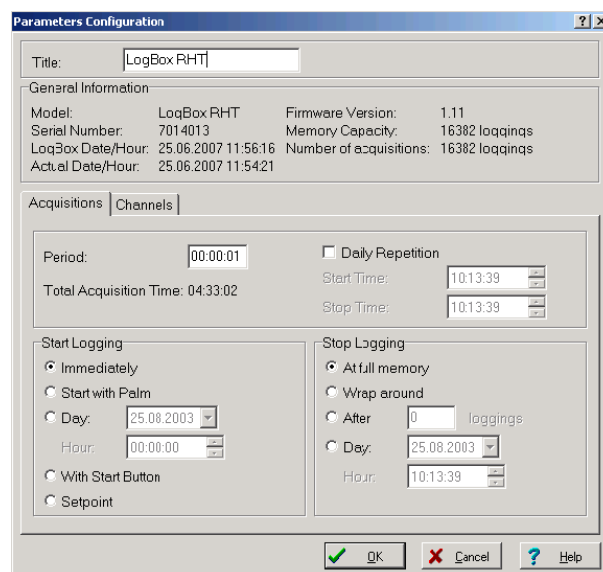 Parameters Configuration
Title: LogBox RHT
General Information
Model: LogBox RHT Firmware Version: 1.11
Serial Number: 7014013 Memory Capacity: 16382 loggings
LogBox Date/Hour: 25.06.2007 11:56:16 Number of acquisitions: 16382 loggings
Actual Date/Hour: 25.06.2007 11:54:21
Acquisitions Channels
Period: 00:00:01 Daily Repetition
Start Time: 10:13:39
Total Acquisition Time: 04:33:02
Stop Time: 10:13:39
Start Logging Stop Logging
Immediately At full memory
Start with Palm Wrap around
Day: 25.08.2003 After 0 loggings
Hour: 00:00:00 Day: 25.08.2003
With Start Button Hour: 10:13:39
Setpoint
OK Cancel ? Help